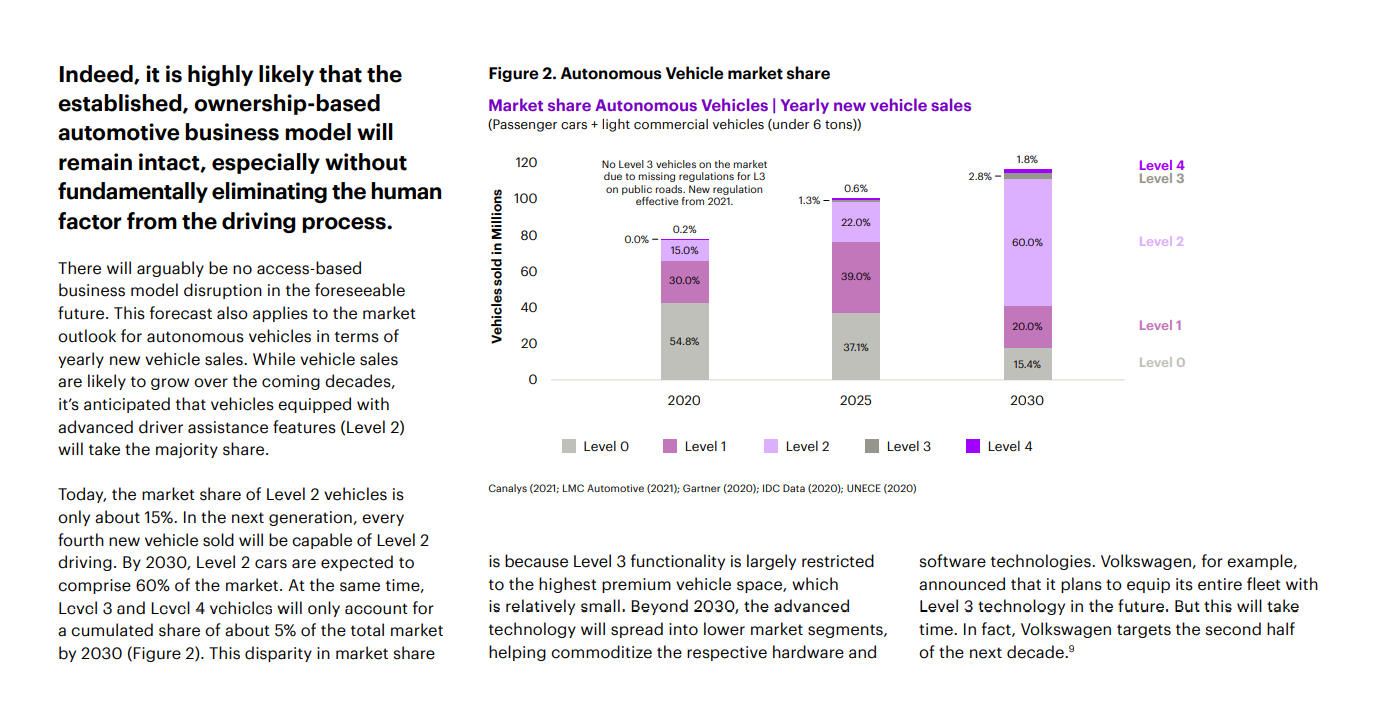 Indeed, it is highly likely that the
established, ownership-based
automotive business model will
remain intact, especially without
fundamentally eliminating the human
factor from the driving process.
There will arguably be no access-based
business model disruption in the foreseeable
future. This forecast also applies to the market
outlook for autonomous vehicles in terms of
yearly new vehicle sales. While vehicle sales
are likely to grow over the coming decades,
it’s anticipated that vehicles equipped with
advanced driver assistance features (Level 2)
will take the majority share.
Today, the market share of Level 2 vehicles is
only about 15%. In the next generation, every
fourth new vehicle sold will be capable of Level 2
driving. By 2030, Level 2 cars are expected to
comprise 60% of the market. At the same time,
Level 3 and Level 4 vehicles will only account for
a cumulated share of about 5% of the total market
by 2030 (Figure 2). This disparity in market share
Figure 2. Autonomous Vehicle market share
Market share Autonomous Vehicles | Yearly new vehicle sales
(Passenger cars + light commercial vehicles (under 6 tons))
Vehicles sold in Millions
120
100
80
60
40
20
0
No Level 3 vehicles on the market
due to missing regulations for L3
on public roads. New regulation
effective from 2021.
0.2%
0.0%
15.0%
30.0%
54.8%
0.6%
1.3%
22.0%
39.0%
37.1%
1.8%
2.8%
60.0%
20.0%
15.4%
Level 4
Level 3
Level 2
Level 1
Level 0
2020 2025 2030
Level 0 Level 1 Level 2 Level 3 Level 4
Canalys (2021; LMC Automotive (2021); Gartner (2020); IDC Data (2020); UNECE (2020)
is because Level 3 functionality is largely restricted
to the highest premium vehicle space, which
is relatively small. Beyond 2030, the advanced
technology will spread into lower market segments,
helping commoditize the respective hardware and
software technologies. Volkswagen, for example,
announced that it plans to equip its entire fleet with
Level 3 technology in the future. But this will take
time. In fact, Volkswagen targets the second half
of the next decade.⁹